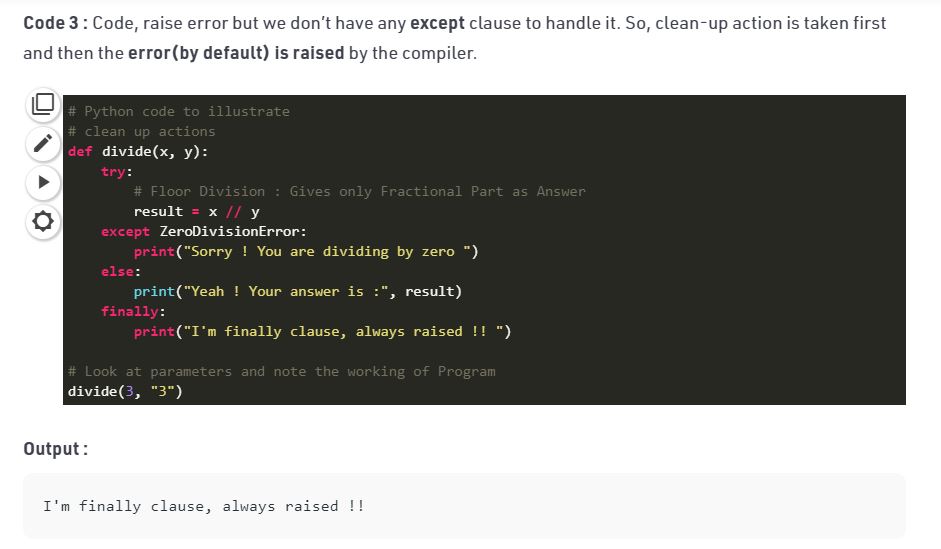 Code 3 : Code, raise error but we don’t have any except clause to handle it. So, clean-up action is taken first
and then the error(by default) is raised by the compiler.
# Python code to illustrate
# clean up actions
def divide(x, y):
    try:
        # Floor Division : Gives only Fractional Part as Answer
        result = x // y
    except ZeroDivisionError:
        print("Sorry ! You are dividing by zero ")
    else:
        print("Yeah ! Your answer is :", result)
    finally:
        print("I'm finally clause, always raised !! ")
# Look at parameters and note the working of Program
divide(3, "3")
Output :
I'm finally clause, always raised !!